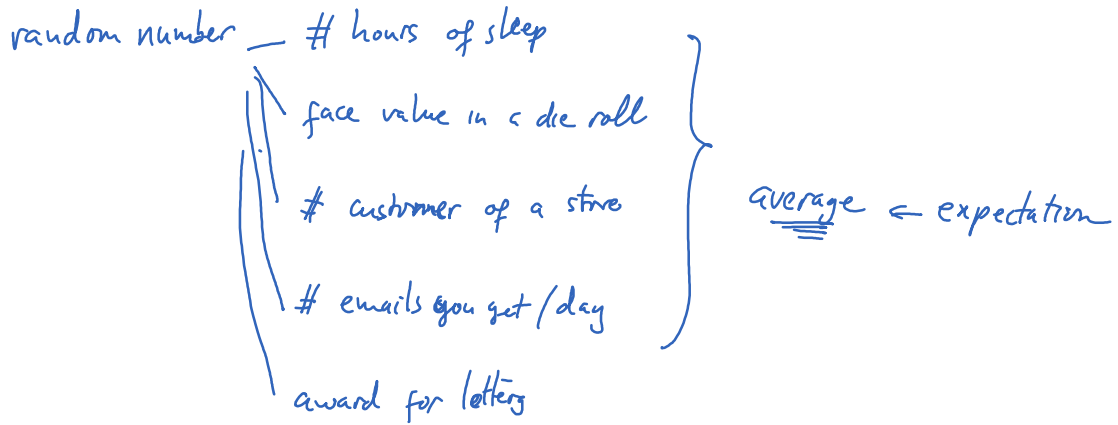 random number — # hours of sleep
face value in a die roll
# customer of a store
average ← expectation
# emails you get / day
award for lottery